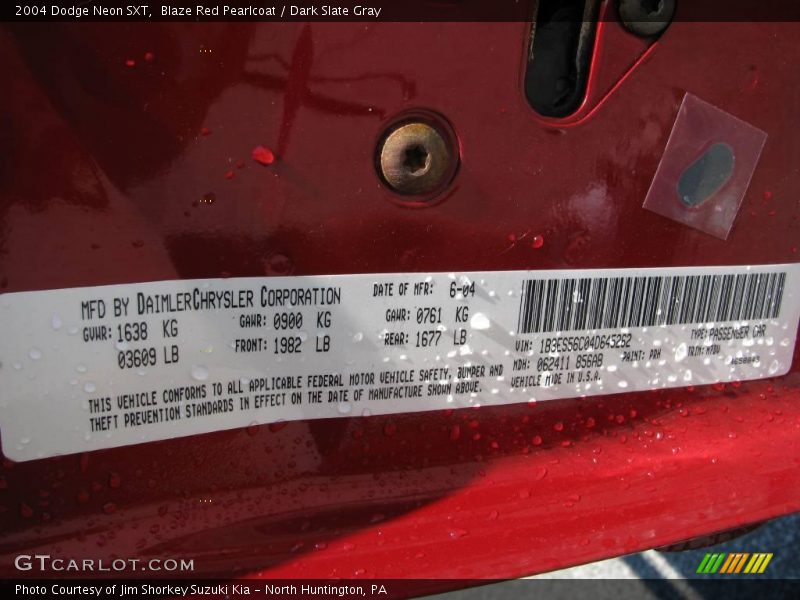 2004 Dodge Neon SXT,  Blaze Red Pearlcoat / Dark Slate Gray
MFD BY DAIMLERCHRYSLER CORPORATION DATE OF MFR: 6-04
GVWR: 1638 KG GAWR: 0900 KG GAWR: 0761 KG
03609 LB FRONT: 1982 LB REAR: 1677 LB
VIN: 1B3ES56C04D645262 TYPE: PASSENGER CAR
MDH: 062411 856AB PAINT: PRH TRIM:
VEHICLE MADE IN U.S.A.
THIS VEHICLE CONFORMS TO ALL APPLICABLE FEDERAL MOTOR VEHICLE SAFETY, BUMPER AND
THEFT PREVENTION STANDARDS IN EFFECT ON THE DATE OF MANUFACTURE SHOWN ABOVE.
GTCARLOT.COM
Photo Courtesy of Jim Shorkey Suzuki Kia – North Huntington, PA